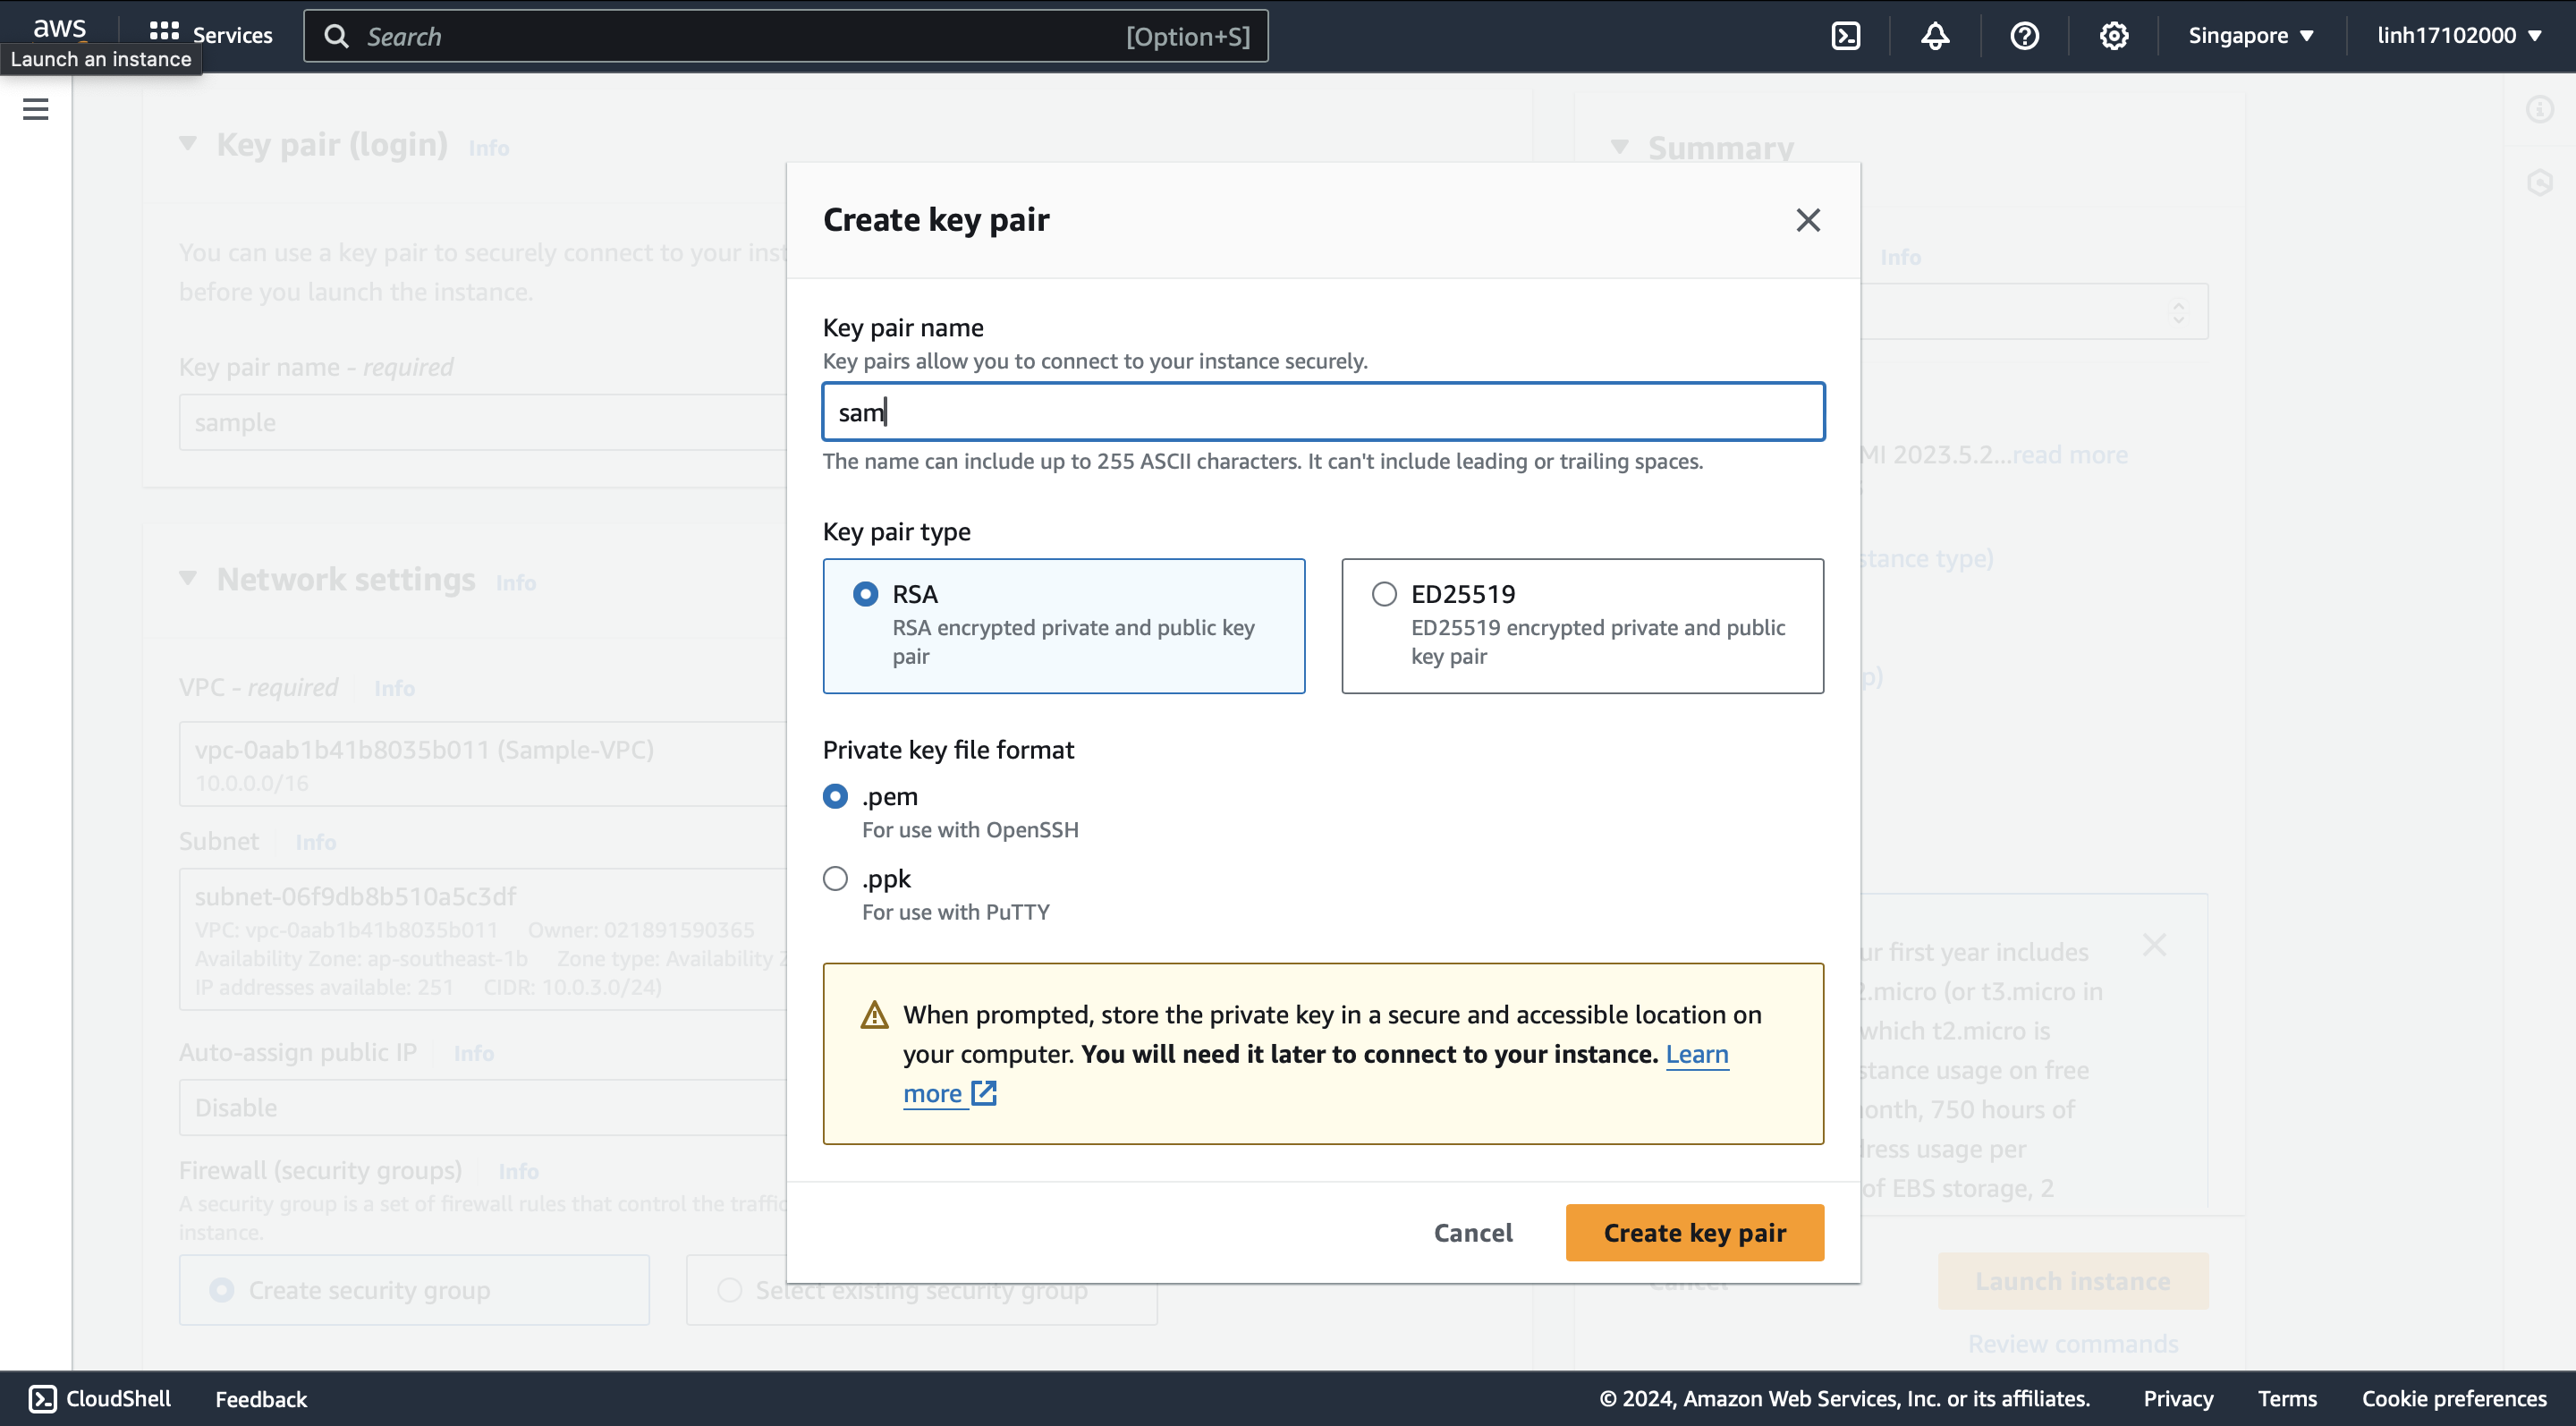 aws
Services
Search
[Option+S]
Singapore
linh17102000
Launch an instance
Key pair (login) Info
You can use a key pair to securely connect to your inst
before you launch the instance.
Key pair name - required
sample
Network settings Info
VPC - required Info
vpc-0aab1b41b8035b011 (Sample-VPC)
10.0.0.0/16
Subnet Info
subnet-06f9db8b510a5c3df
VPC: vpc-0aab1b41b8035b011 Owner: 021891590365
Availability Zone: ap-southeast-1b Zone type: Availability Z
IP addresses available: 251 CIDR: 10.0.3.0/24)
Auto-assign public IP Info
Disable
Firewall (security groups) Info
A security group is a set of firewall rules that control the traffic
instance.
Create security group
Select existing security group
Create key pair
Key pair name
Key pairs allow you to connect to your instance securely.
sam
The name can include up to 255 ASCII characters. It can't include leading or trailing spaces.
Key pair type
RSA
RSA encrypted private and public key
pair
ED25519
ED25519 encrypted private and public
key pair
Private key file format
.pem
For use with OpenSSH
.ppk
For use with PuTTY
When prompted, store the private key in a secure and accessible location on
your computer. You will need it later to connect to your instance. Learn
more
Cancel
Create key pair
Summary
Info
MI 2023.5.2...read more
stance type)
p)
ur first year includes
2.micro (or t3.micro in
which t2.micro is
stance usage on free
onth, 750 hours of
dress usage per
of EBS storage, 2
Cancel
Launch instance
Review commands
CloudShell
Feedback
© 2024, Amazon Web Services, Inc. or its affiliates.
Privacy
Terms
Cookie preferences